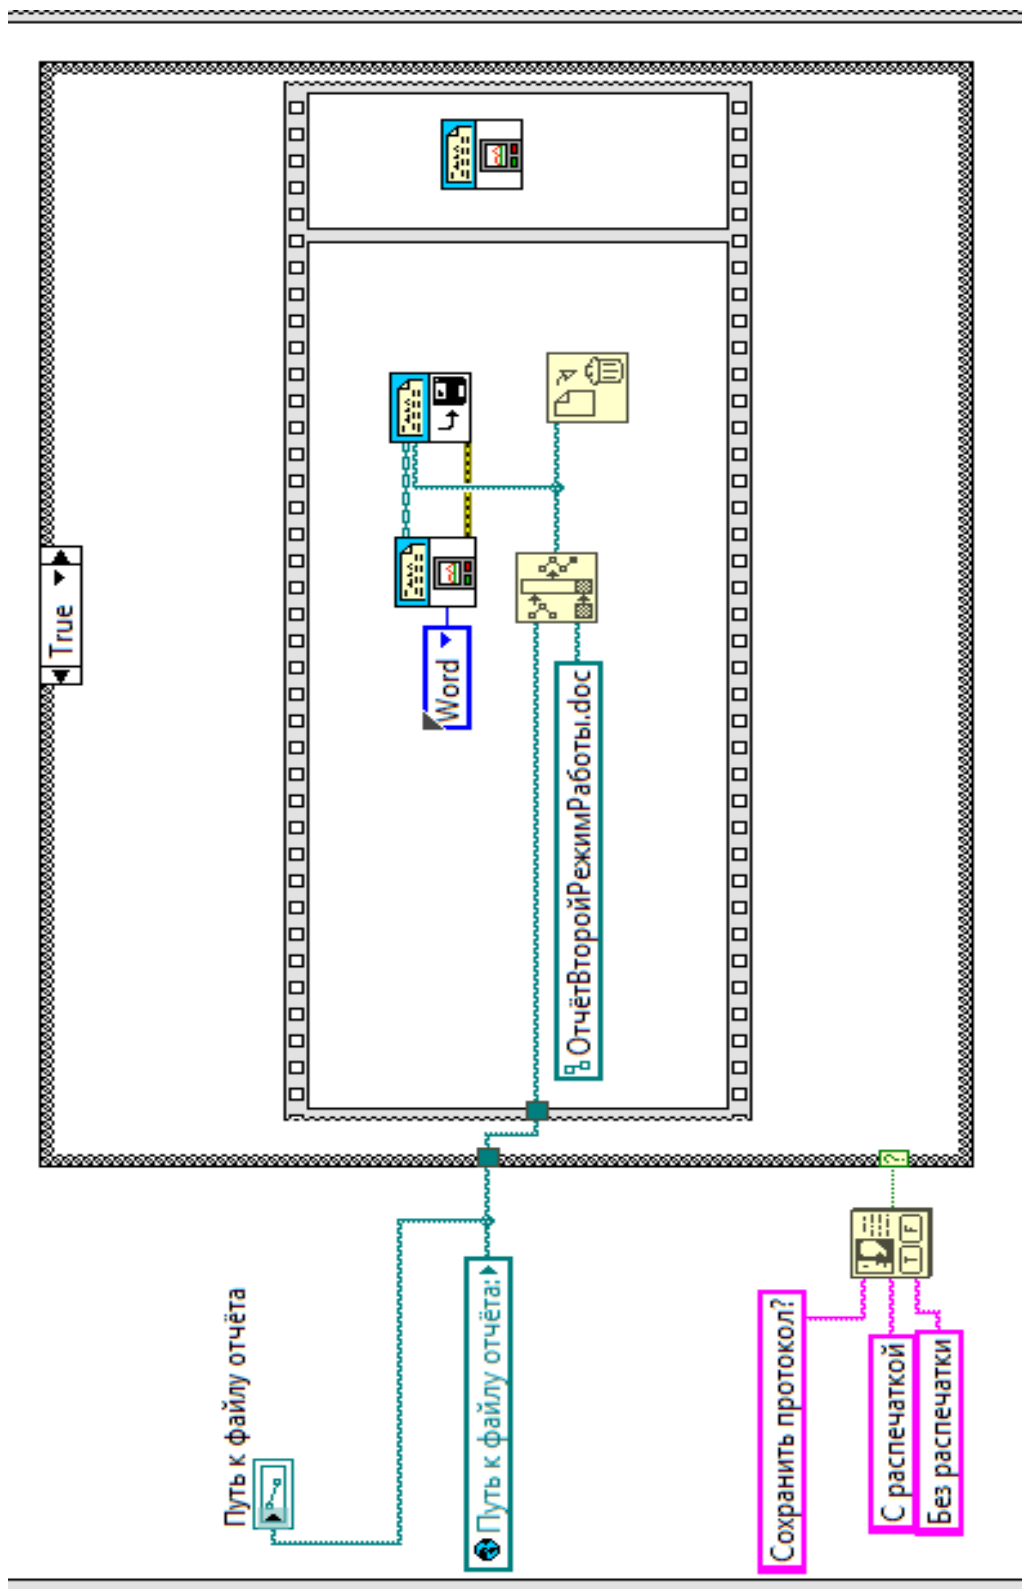 True
Word
ОтчётВторойРежимРаботы.doc
Путь к файлу отчёта
Путь к файлу отчёта:
?
Сохранить протокол?
С распечаткой
Без распечатки
T F